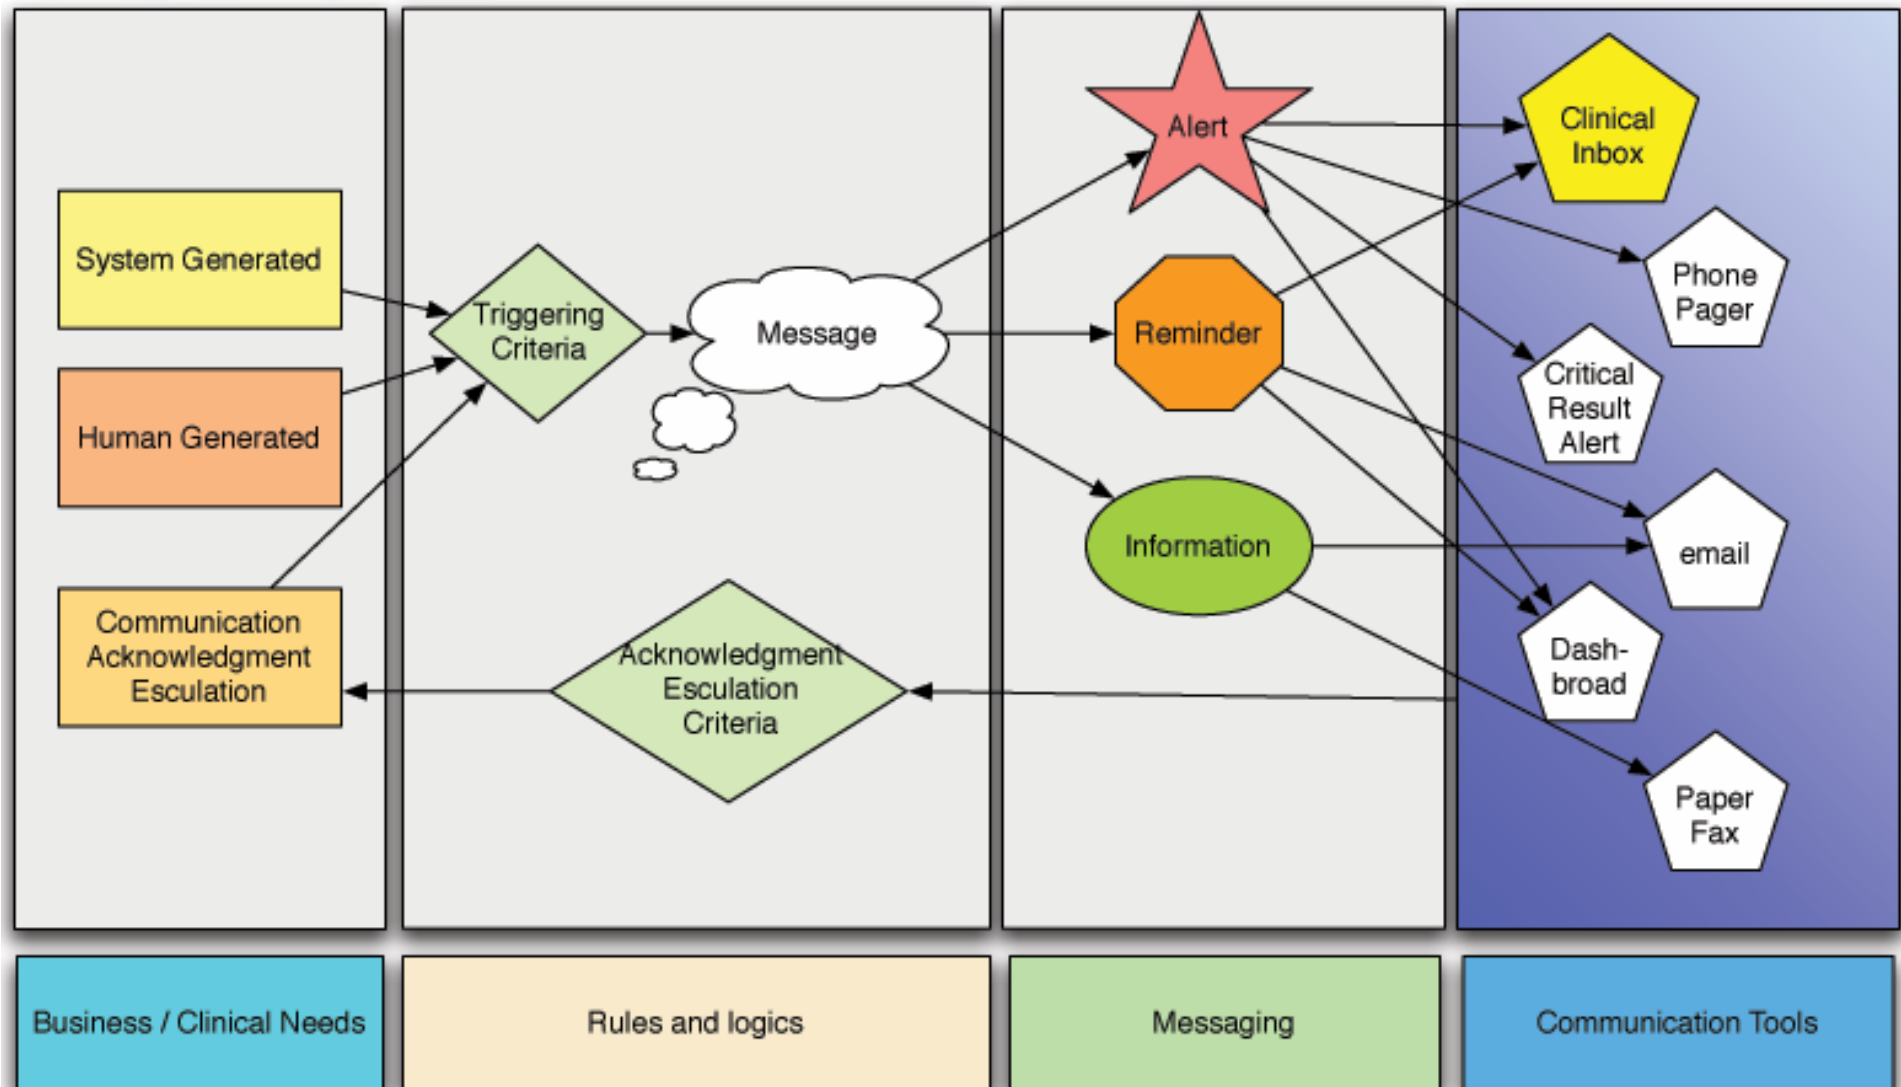 System Generated
Human Generated
Communication
Acknowledgment
Esculation
Triggering
Criteria
Message
Acknowledgment
Esculation
Criteria
Alert
Reminder
Information
Clinical
Inbox
Phone
Pager
Critical
Result
Alert
email
Dash-
broad
Paper
Fax
Business / Clinical Needs
Rules and logics
Messaging
Communication Tools